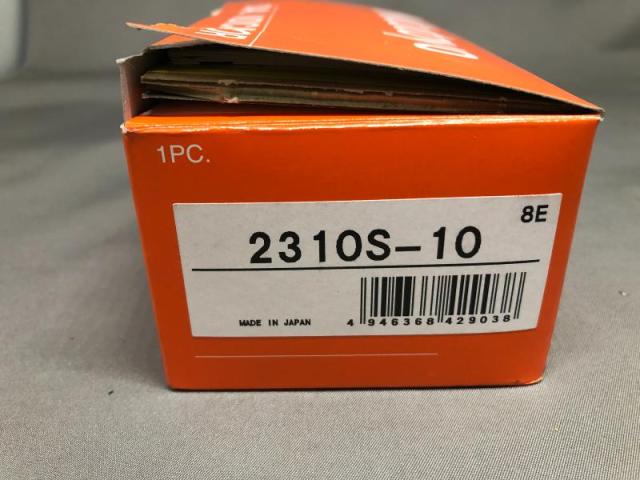 1PC.
8E
2310S-10
MADE IN JAPAN
4 946368 429038